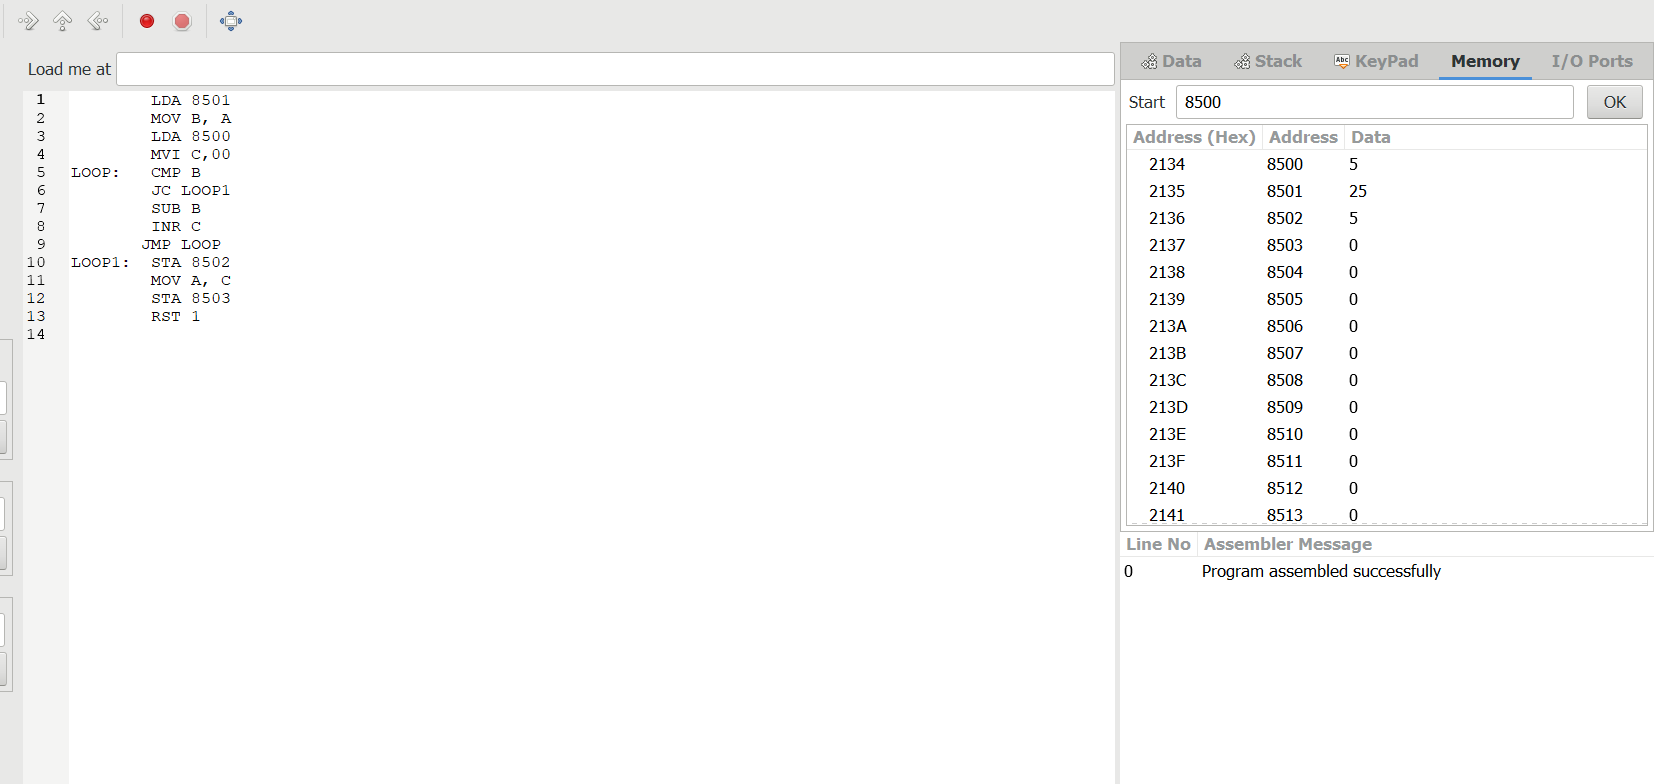 Load me at
1 LDA 8501
2 MOV B, A
3 LDA 8500
4 MVI C,00
5 LOOP: CMP B
6 JC LOOP1
7 SUB B
8 INR C
9 JMP LOOP
10 LOOP1: STA 8502
11 MOV A, C
12 STA 8503
13 RST 1
14
Data Stack Abc KeyPad Memory I/O Ports
Start 8500 OK
Address (Hex) Address Data
2134 8500 5
2135 8501 25
2136 8502 5
2137 8503 0
2138 8504 0
2139 8505 0
213A 8506 0
213B 8507 0
213C 8508 0
213D 8509 0
213E 8510 0
213F 8511 0
2140 8512 0
2141 8513 0
Line No Assembler Message
0 Program assembled successfully